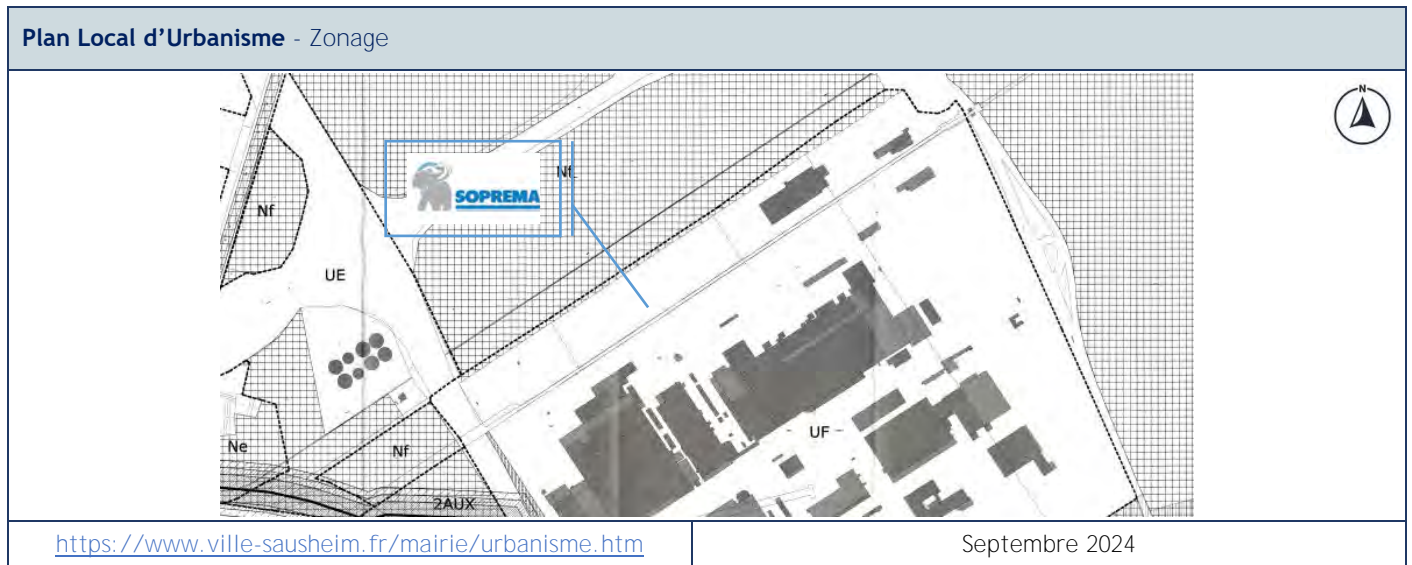 Plan Local d'Urbanisme - Zonage
N
Nf
SOPREMA
Nf
UE
UF
Ne
Nf
2AUX
https://www.ville-sausheim.fr/mairie/urbanisme.htm
Septembre 2024